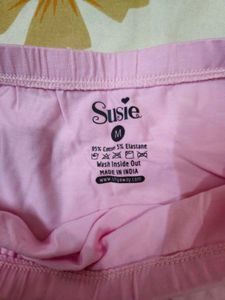 Susie
M
95% Cotton 5% Elastane
Wash Inside Out
MADE IN INDIA